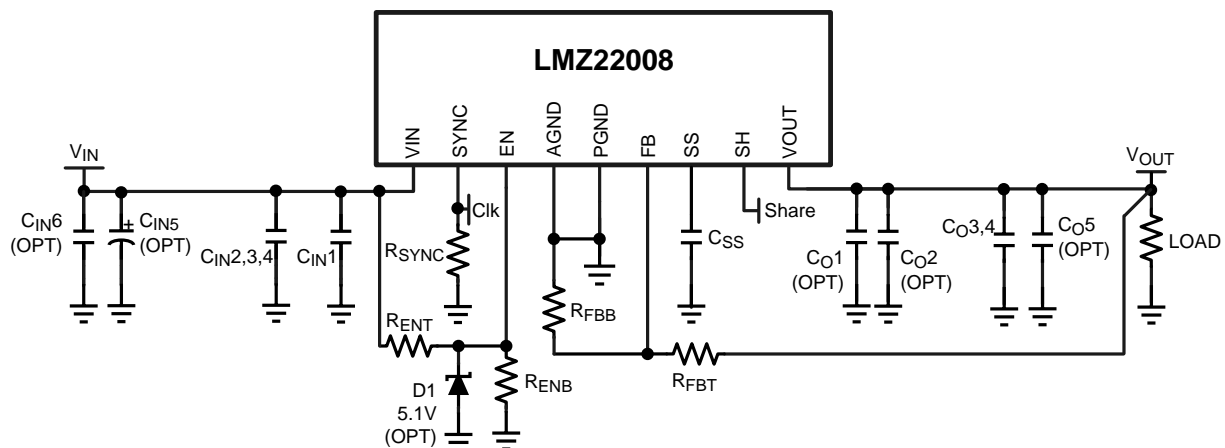 LMZ22008
VIN
SYNC
EN
AGND
PGND
FB
SS
SH
VOUT
VIN
VOUT
CIN6
(OPT)
+
CIN5
(OPT)
CIN2,3,4
CIN1
Clk
RSYNC
Share
CSS
CO1
(OPT)
CO2
(OPT)
CO3,4
CO5
(OPT)
LOAD
RENT
RFBB
RFBT
D1
5.1V
(OPT)
RENB